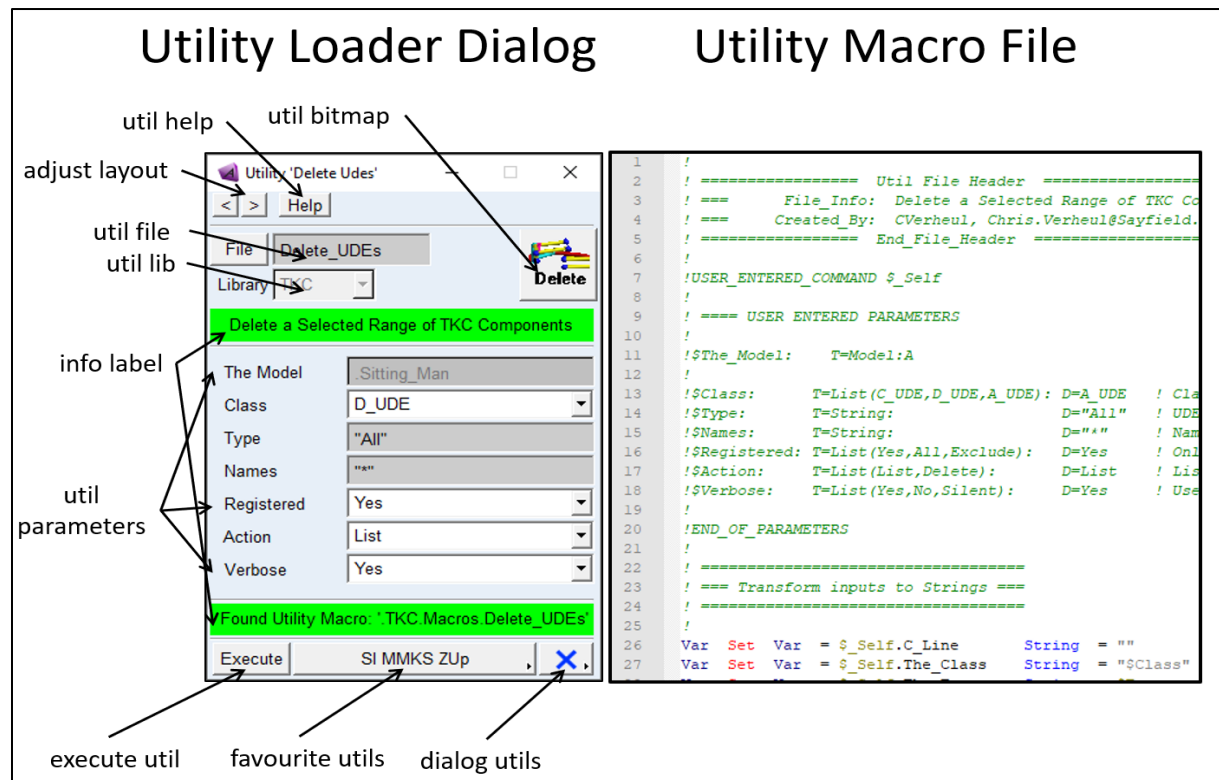 Utility Loader Dialog
Utility Macro File
util help
util bitmap
adjust layout
util file
util lib
info label
util
parameters
execute util
favourite utils
dialog utils
Utility 'Delete Udes'
< > Help
File Delete_UDEs
Library TKC
Delete
Delete a Selected Range of TKC Components
The Model .Sitting_Man
Class D_UDE
Type "All"
Names "*"
Registered Yes
Action List
Verbose Yes
Found Utility Macro: '.TKC.Macros.Delete_UDEs'
Execute SI MMKS ZUp
1 !
2 ! ================= Util File Header =================
3 ! === File_Info: Delete a Selected Range of TKC Co
4 ! === Created_By: CVerheul, Chris.Verheul@Sayfield.
5 ! ================= End_File_Header ==================
6 !
7 !USER_ENTERED_COMMAND $_Self
8 !
9 ! ==== USER ENTERED PARAMETERS
10 !
11 !$The_Model: T=Model:A
12 !
13 !$Class: T=List(C_UDE,D_UDE,A_UDE): D=A_UDE ! Cla
14 !$Type: T=String: D="All" ! UDE
15 !$Names: T=String: D="*" ! Nam
16 !$Registered: T=List(Yes,All,Exclude): D=Yes ! Onl
17 !$Action: T=List(List,Delete): D=List ! Lis
18 !$Verbose: T=List(Yes,No,Silent): D=Yes ! Use
19 !
20 !END_OF_PARAMETERS
21 !
22 ! ===================================
23 ! === Transform inputs to Strings ===
24 ! ===================================
25 !
26 Var Set Var = $_Self.C_Line String = ""
27 Var Set Var = $_Self.The_Class String = "$Class"